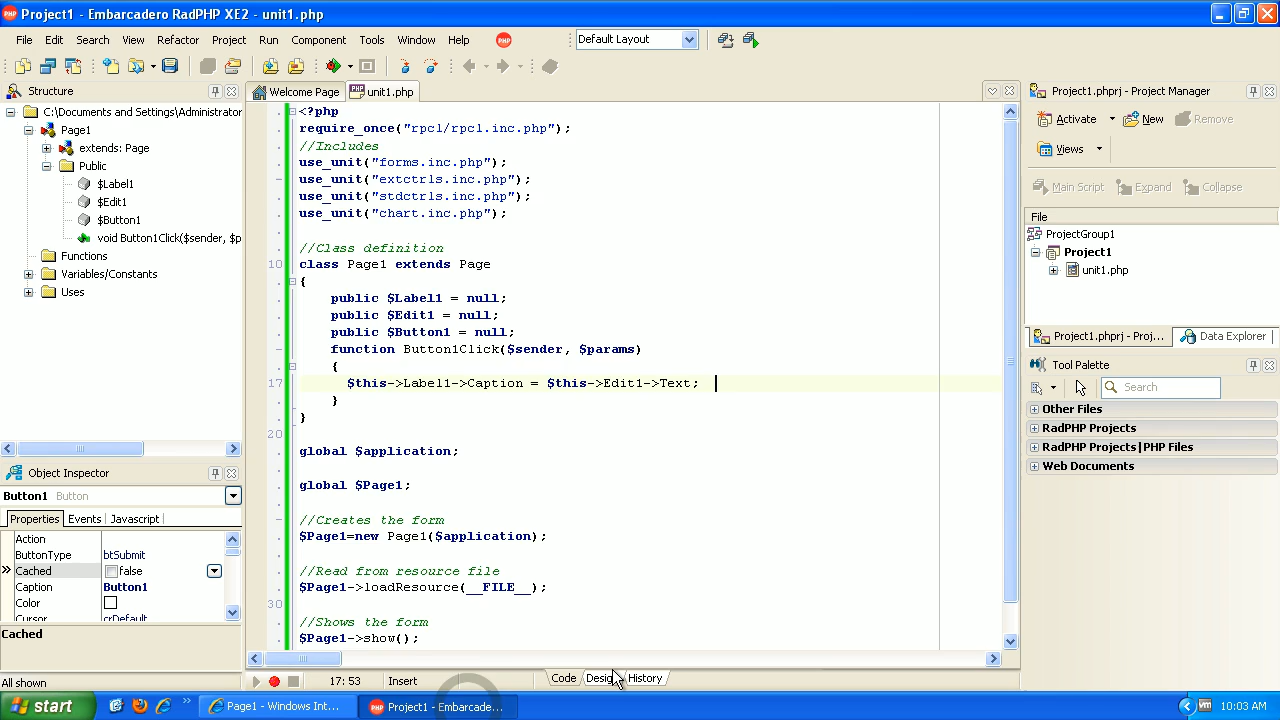 Project1 - Embarcadero RadPHP XE2 - unit1.php
File Edit Search View Refactor Project Run Component Tools Window Help
Default Layout
Structure
C:\Documents and Settings\Administrator
Page1
extends: Page
Public
$Label1
$Edit1
$Button1
void Button1Click($sender, $p
Functions
Variables/Constants
Uses
Object Inspector
Button1 Button
Properties Events Javascript
Action
ButtonType btSubmit
Cached false
Caption Button1
Color
Cursor crDefault
Cached
All shown
Welcome Page unit1.php
<?php
require_once("rpcl/rpcl.inc.php");
//Includes
use_unit("forms.inc.php");
use_unit("extctrls.inc.php");
use_unit("stdctrls.inc.php");
use_unit("chart.inc.php");
//Class definition
10 class Page1 extends Page
{
public $Label1 = null;
public $Edit1 = null;
public $Button1 = null;
function Button1Click($sender, $params)
{
17 $this->Label1->Caption = $this->Edit1->Text;
}
}
20
global $application;
global $Page1;
//Creates the form
$Page1=new Page1($application);
//Read from resource file
$Page1->loadResource(__FILE__);
30
//Shows the form
$Page1->show();
17: 53 Insert
Code Desig History
Project1.phprj - Project Manager
Activate New Remove
Views
Main Script Expand Collapse
File
ProjectGroup1
Project1
unit1.php
Project1.phprj - Proj... Data Explorer
Tool Palette
Search
Other Files
RadPHP Projects
RadPHP Projects|PHP Files
Web Documents
start
Page1 - Windows Int...
Project1 - Embarcade...
10:03 AM